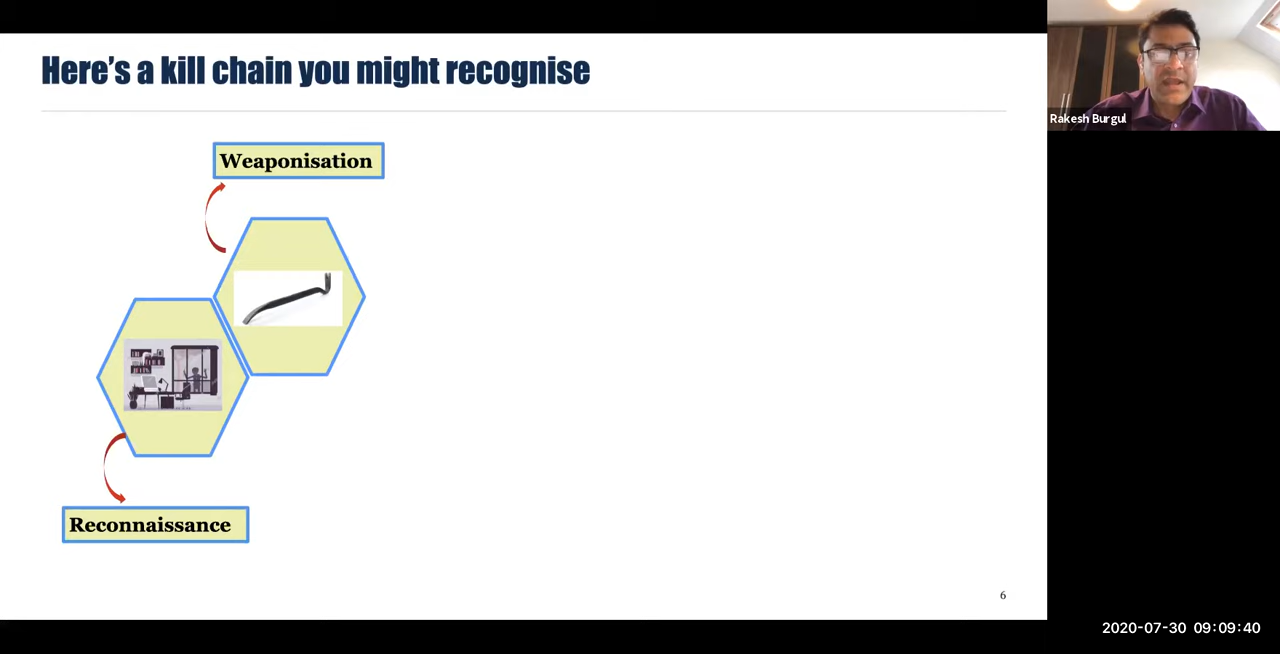 Here's a kill chain you might recognise
Rakesh Burgul
Weaponisation
Reconnaissance
6
2020-07-30 09:09:40